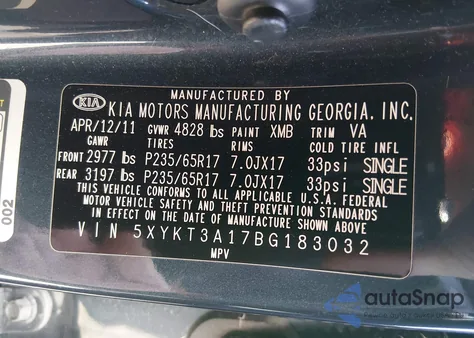 MANUFACTURED BY
KIA KIA MOTORS MANUFACTURING GEORGIA, INC.
APR/12/11 GVWR 4828 lbs PAINT XMB TRIM VA
GAWR TIRES RIMS COLD TIRE INFL
FRONT 2977 lbs P235/65R17 7.0JX17 33psi SINGLE
REAR 3197 lbs P235/65R17 7.0JX17 33psi SINGLE
THIS VEHICLE CONFORMS TO ALL APPLICABLE U.S.A. FEDERAL
MOTOR VEHICLE SAFETY AND THEFT PREVENTION STANDARDS
IN EFFECT ON THE DATE OF MANUFACTURE SHOWN ABOVE
VIN 5XYKT3A17BG183032
MPV
002
autoSnap